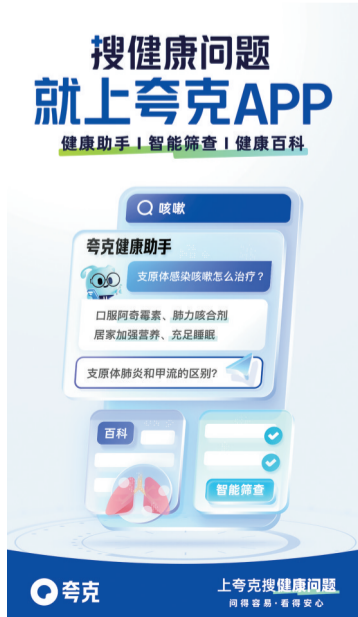 搜健康问题
就上夸克APP
健康助手 | 智能筛查 | 健康百科
咳嗽
夸克健康助手
支原体感染咳嗽怎么治疗？
口服阿奇霉素、肺力咳合剂
居家加强营养、充足睡眠
支原体肺炎和甲流的区别?
百科
智能筛查
夸克
上夸克搜健康问题
问得容易·看得安心